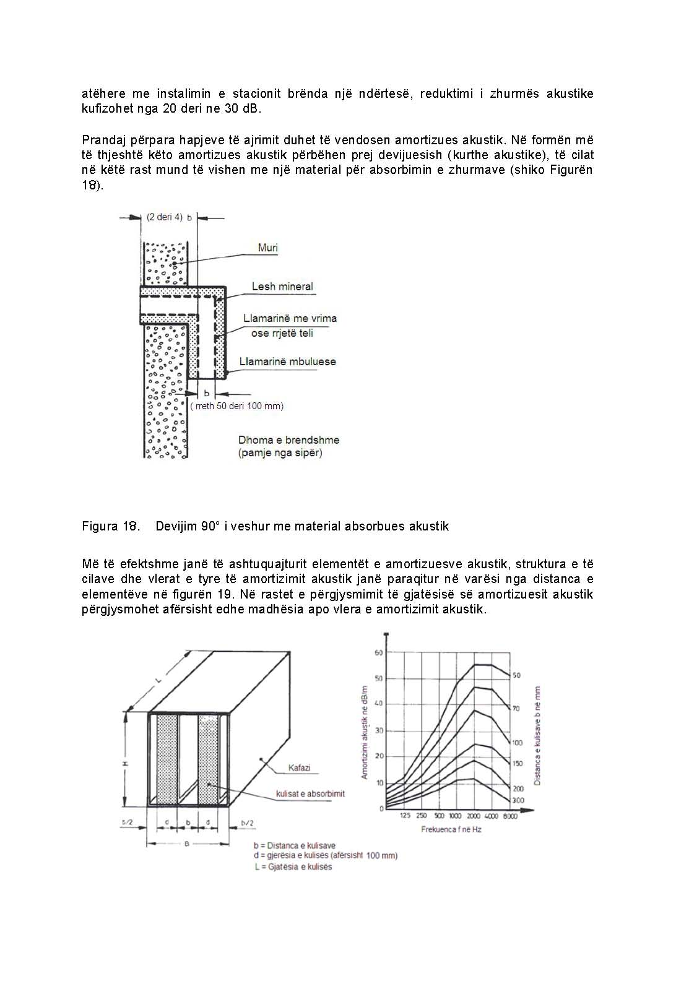 atëhere me instalimin e stacionit brënda një ndërtesë, reduktimi i zhurmës akustike
kufizohet nga 20 deri ne 30 dB.
Prandaj përpara hapjeve të ajrimit duhet të vendosen amortizues akustik. Në formën më
të thjeshtë këto amortizues akustik përbëhen prej devijuesish (kurthe akustike), të cilat
në këtë rast mund të vishen me një material për absorbimin e zhurmave (shiko Figurën
18).
(2 deri 4) b
Muri
Lesh mineral
Llamarinë me vrima
ose rrjetë teli
Llamarinë mbuluese
b
( rreth 50 deri 100 mm)
Dhoma e brendshme
(pamje nga sipër)
Figura 18. Devijim 90° i veshur me material absorbues akustik
Më të efektshme janë të ashtuquajturit elementët e amortizuesve akustik, struktura e të
cilave dhe vlerat e tyre të amortizimit akustik janë paraqitur në varësi nga distanca e
elementëve në figurën 19. Në rastet e përgjysmimit të gjatësisë së amortizuesit akustik
përgjysmohet afërsisht edhe madhësia apo vlera e amortizimit akustik.
L
H
Kafazi
kulisat e absorbimit
b/2 d b d b/2
B
b = Distanca e kulisave
d = gjerësia e kulisës (afërsisht 100 mm)
L = Gjatësia e kulisës
Amortizimi akustik në dB/m
60
50
40
30
20
10
0
50
70
100
150
200
300
Distanca e kulisave b në mm
125 250 500 1000 2000 4000 8000
Frekuenca f në Hz